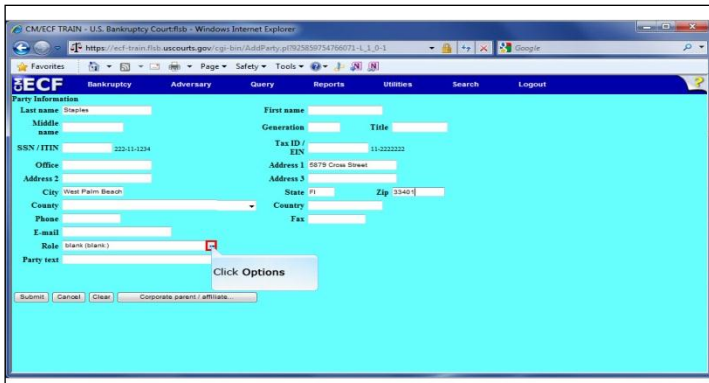 CM/ECF TRAIN - U.S. Bankruptcy Court:flsb - Windows Internet Explorer
https://ecf-train.flsb.uscourts.gov/cgi-bin/AddParty.pl?925859754766071-L_1_0-1 Google
Favorites Page Safety Tools
ECF Bankruptcy Adversary Query Reports Utilities Search Logout
Party Information
Last name Staples First name
Middle name Generation Title
SSN / ITIN 222-11-1234 Tax ID / EIN 11-2222222
Office Address 1 5879 Cross Street
Address 2 Address 3
City West Palm Beach State Fl Zip 33401
County Country
Phone Fax
E-mail
Role blank (blank:)
Party text
Click Options
Submit Cancel Clear Corporate parent / affiliate...